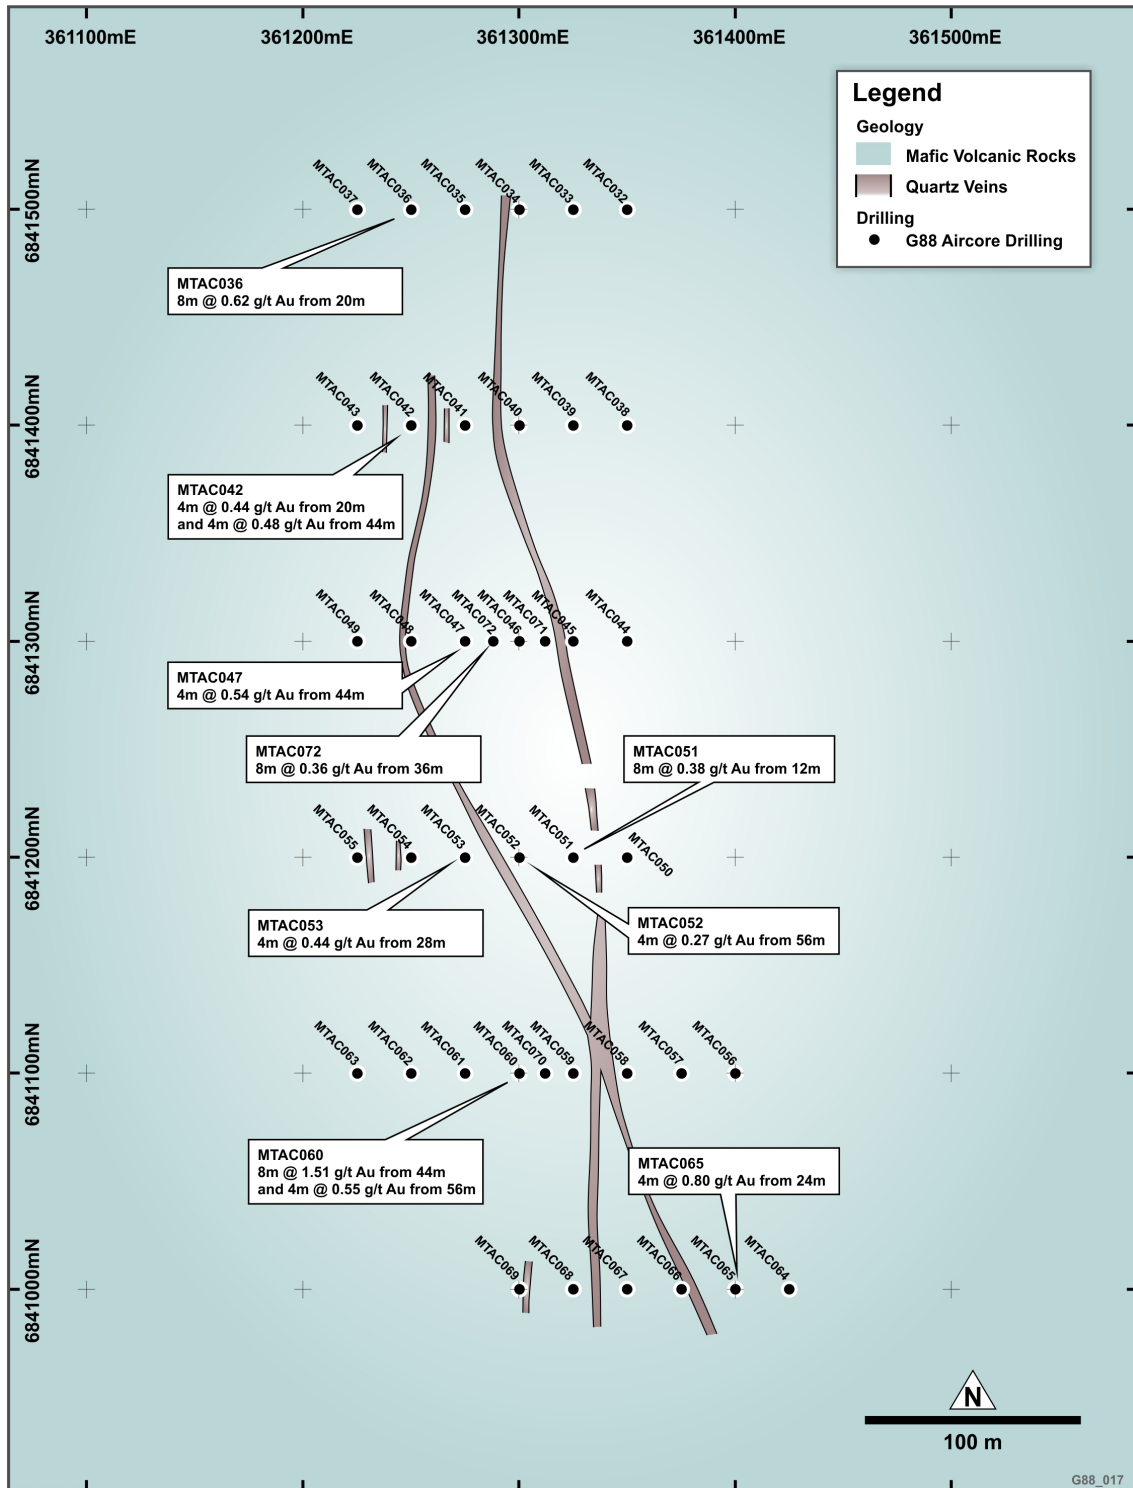 361100mE 361200mE 361300mE 361400mE 361500mE
Legend
Geology
Mafic Volcanic Rocks
Quartz Veins
Drilling
G88 Aircore Drilling
6841500mN
MTAC037 MTAC036 MTAC035 MTAC034 MTAC033 MTAC032
MTAC036
8m @ 0.62 g/t Au from 20m
6841400mN
MTAC043 MTAC042 MTAC041 MTAC040 MTAC039 MTAC038
MTAC042
4m @ 0.44 g/t Au from 20m
and 4m @ 0.48 g/t Au from 44m
6841300mN
MTAC049 MTAC048 MTAC047 MTAC072 MTAC046 MTAC071 MTAC045 MTAC044
MTAC047
4m @ 0.54 g/t Au from 44m
MTAC072
8m @ 0.36 g/t Au from 36m
MTAC051
8m @ 0.38 g/t Au from 12m
6841200mN
MTAC055 MTAC054 MTAC053 MTAC052 MTAC051 MTAC050
MTAC053
4m @ 0.44 g/t Au from 28m
MTAC052
4m @ 0.27 g/t Au from 56m
6841100mN
MTAC063 MTAC062 MTAC061 MTAC060 MTAC070 MTAC059 MTAC058 MTAC057 MTAC056
MTAC060
8m @ 1.51 g/t Au from 44m
and 4m @ 0.55 g/t Au from 56m
MTAC065
4m @ 0.80 g/t Au from 24m
6841000mN
MTAC069 MTAC068 MTAC067 MTAC066 MTAC065 MTAC064
N
100 m
G88_017